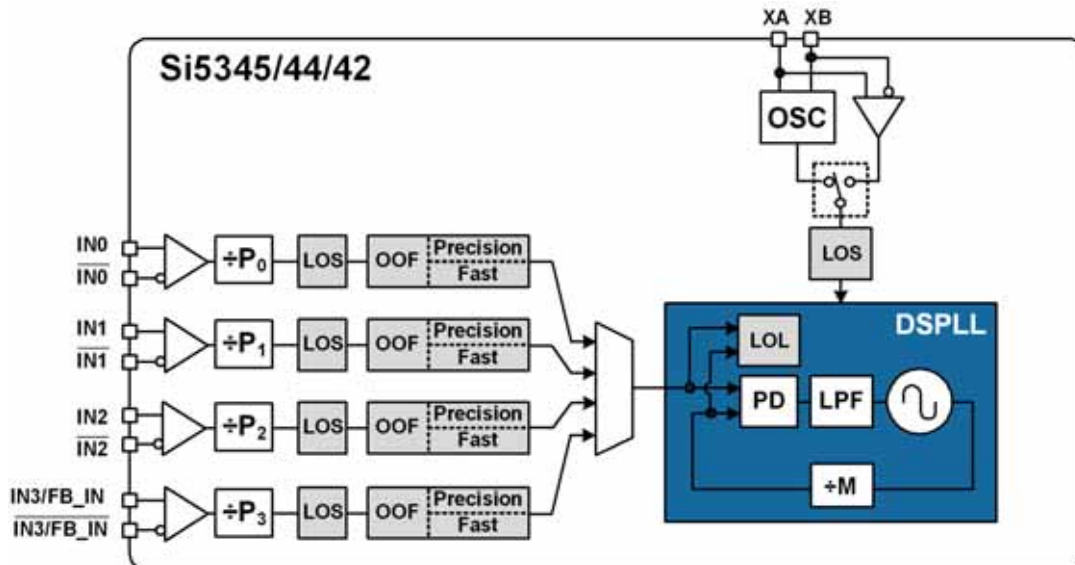 XA XB
Si5345/44/42
OSC
LOS
IN0
IN0
÷P0
LOS
OOF
Precision
Fast
IN1
IN1
÷P1
LOS
OOF
Precision
Fast
IN2
IN2
÷P2
LOS
OOF
Precision
Fast
IN3/FB_IN
IN3/FB_IN
÷P3
LOS
OOF
Precision
Fast
DSPLL
LOL
PD
LPF
÷M